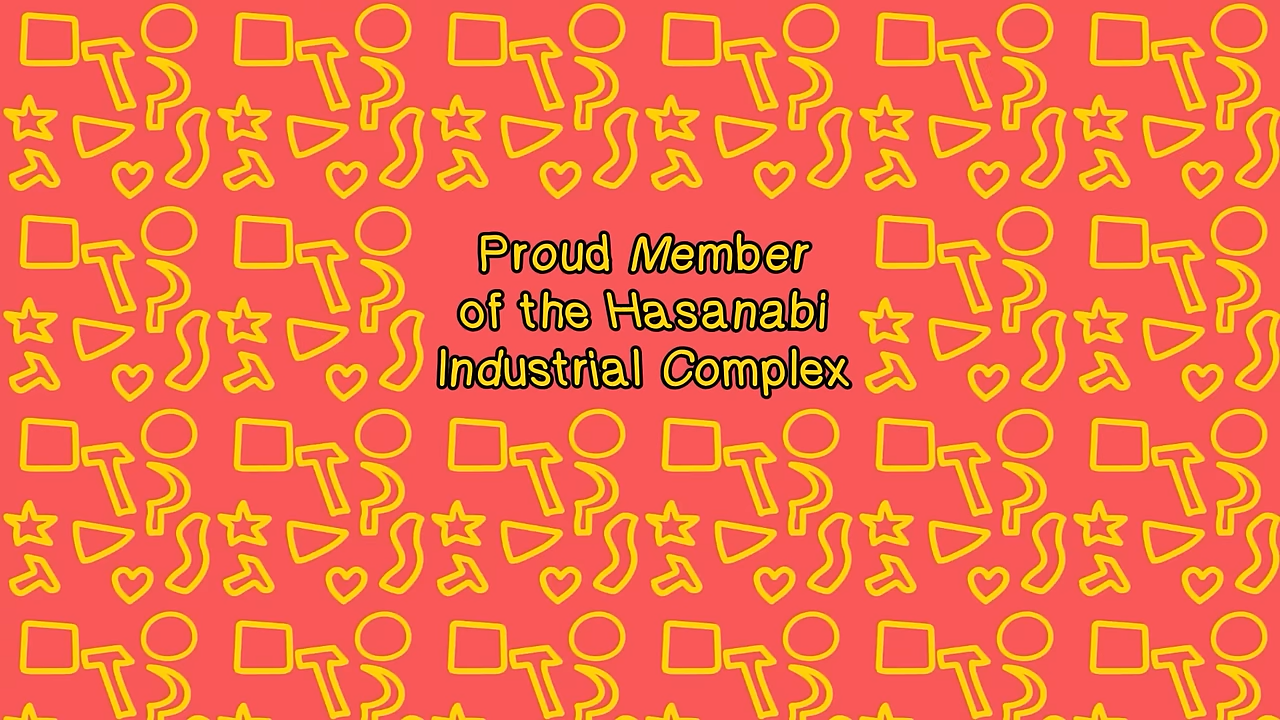 Proud Member
of the Hasanabi
Industrial Complex